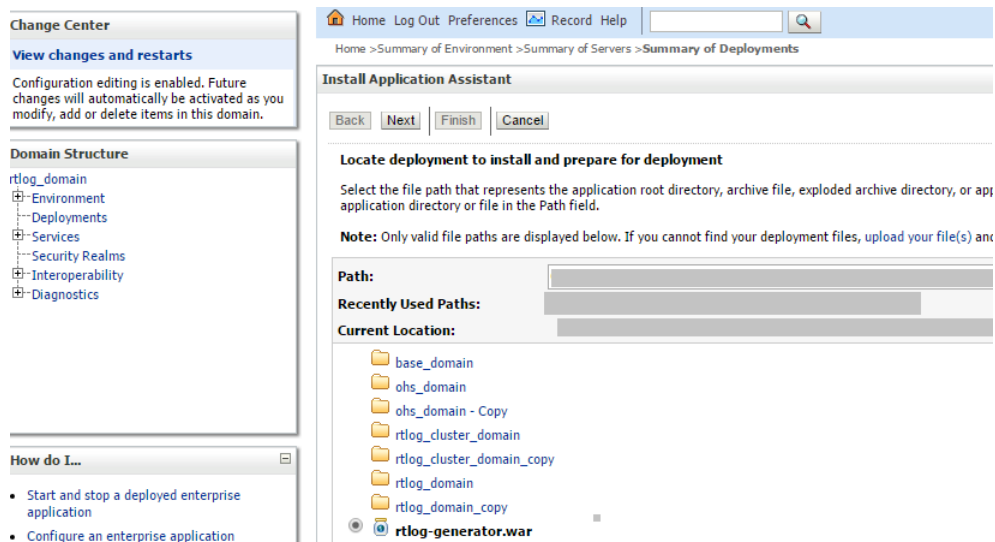 Change Center
View changes and restarts
Configuration editing is enabled. Future
changes will automatically be activated as you
modify, add or delete items in this domain.
Domain Structure
rtlog_domain
Environment
Deployments
Services
Security Realms
Interoperability
Diagnostics
How do I...
Start and stop a deployed enterprise
application
Configure an enterprise application
Home Log Out Preferences Record Help
Home >Summary of Environment >Summary of Servers >Summary of Deployments
Install Application Assistant
Back Next Finish Cancel
Locate deployment to install and prepare for deployment
Select the file path that represents the application root directory, archive file, exploded archive directory, or
application directory or file in the Path field.
Note: Only valid file paths are displayed below. If you cannot find your deployment files, upload your file(s)
Path:
Recently Used Paths:
Current Location:
base_domain
ohs_domain
ohs_domain - Copy
rtlog_cluster_domain
rtlog_cluster_domain_copy
rtlog_domain
rtlog_domain_copy
rtlog-generator.war